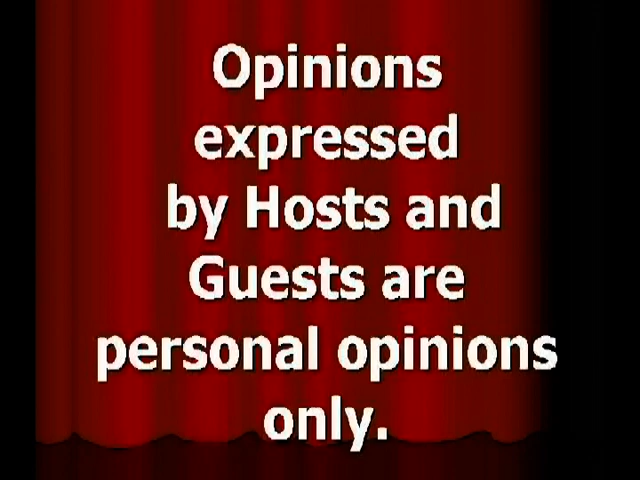 Opinions
expressed
by Hosts and
Guests are
personal opinions
only.